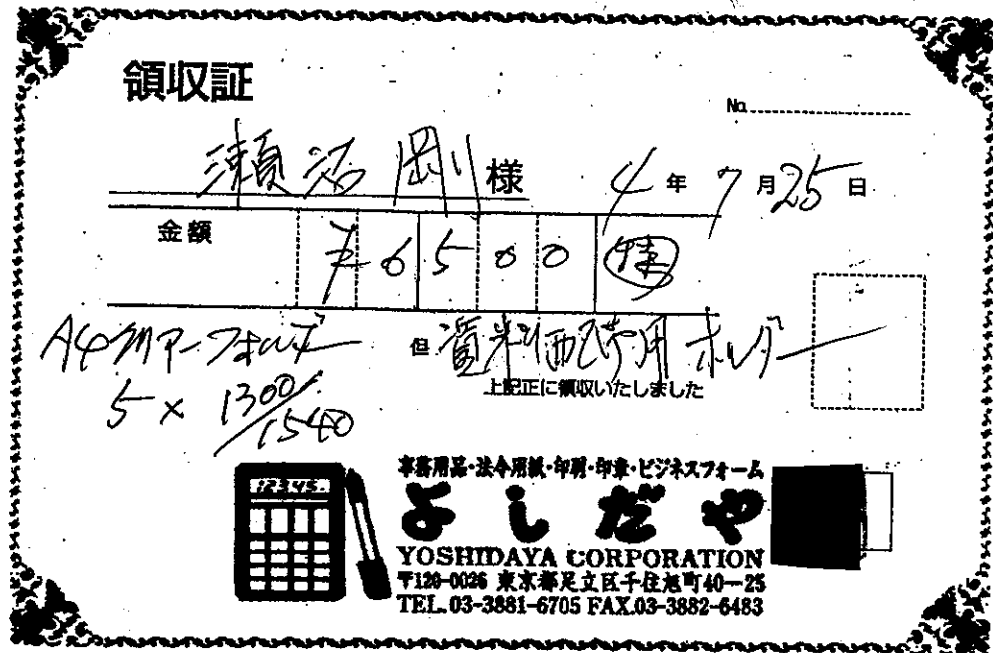 領収証
No.
瀬沼 剛 様 4年 7月25日
金額 ¥6500
A4クリアーフォルダー 但 資料配布用 ホルダー
上記正に領収いたしました
5 × 1300/1540
12345.
事務用品・法令用紙・印刷・印章・ビジネスフォーム
よしだや
YOSHIDAYA CORPORATION
〒120-0026 東京都足立区千住旭町40-25
TEL.03-3881-6705 FAX.03-3882-6483